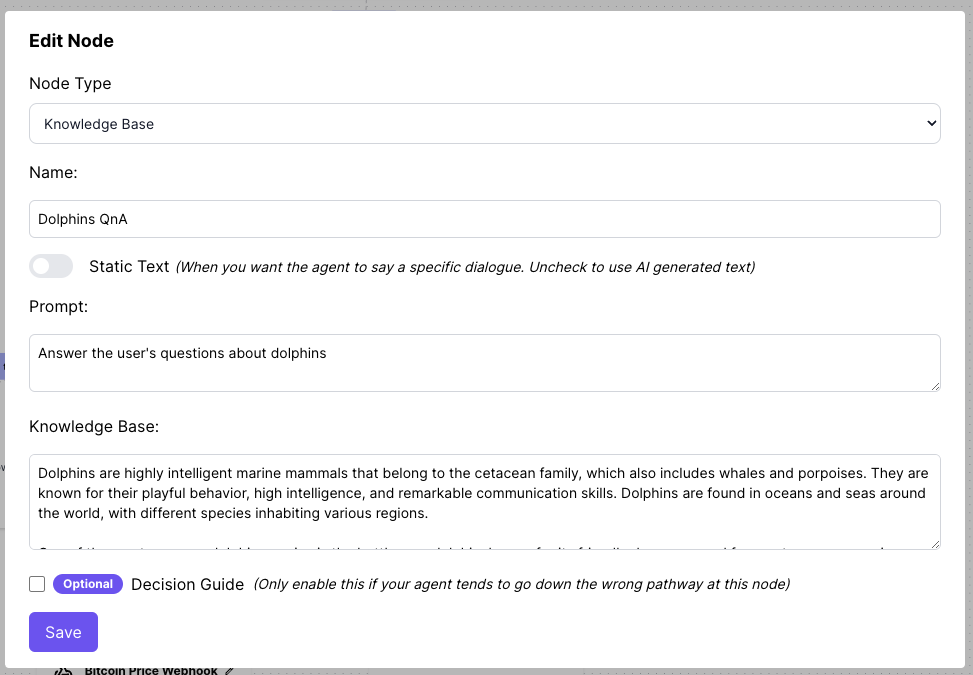 Edit Node
Node Type
Knowledge Base
Name:
Dolphins QnA
Static Text (When you want the agent to say a specific dialogue. Uncheck to use AI generated text)
Prompt:
Answer the user's questions about dolphins
Knowledge Base:
Dolphins are highly intelligent marine mammals that belong to the cetacean family, which also includes whales and porpoises. They are
known for their playful behavior, high intelligence, and remarkable communication skills. Dolphins are found in oceans and seas around
the world, with different species inhabiting various regions.
Optional Decision Guide (Only enable this if your agent tends to go down the wrong pathway at this node)
Save
Bitcoin Price Webhook